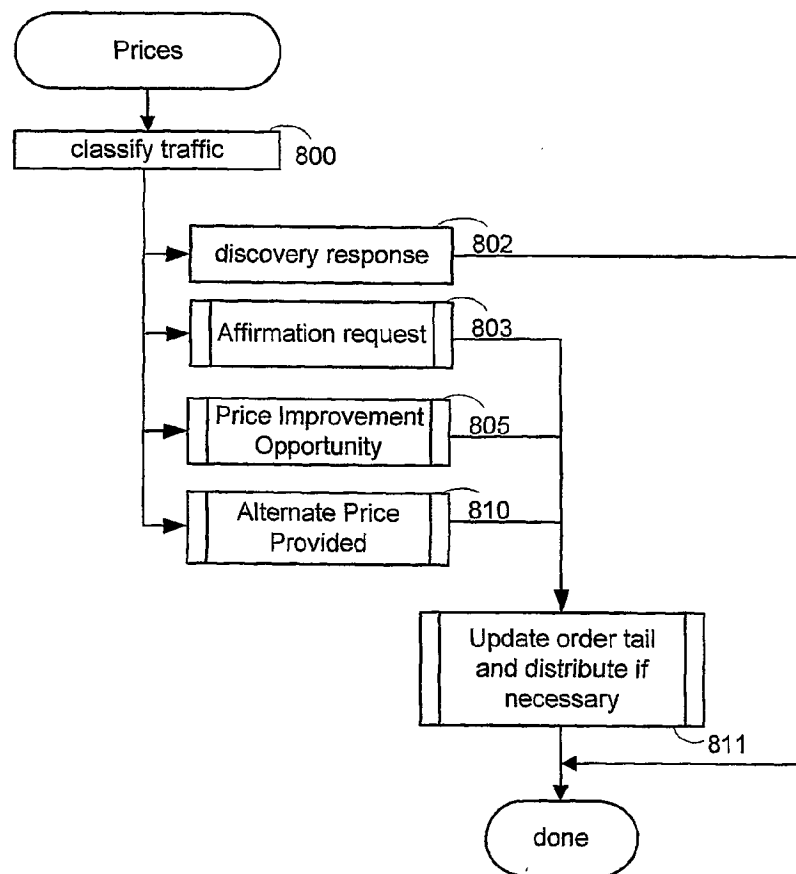 Prices
classify traffic
800
discovery response
802
Affirmation request
803
Price Improvement
Opportunity
805
Alternate Price
Provided
810
Update order tail
and distribute if
necessary
811
done